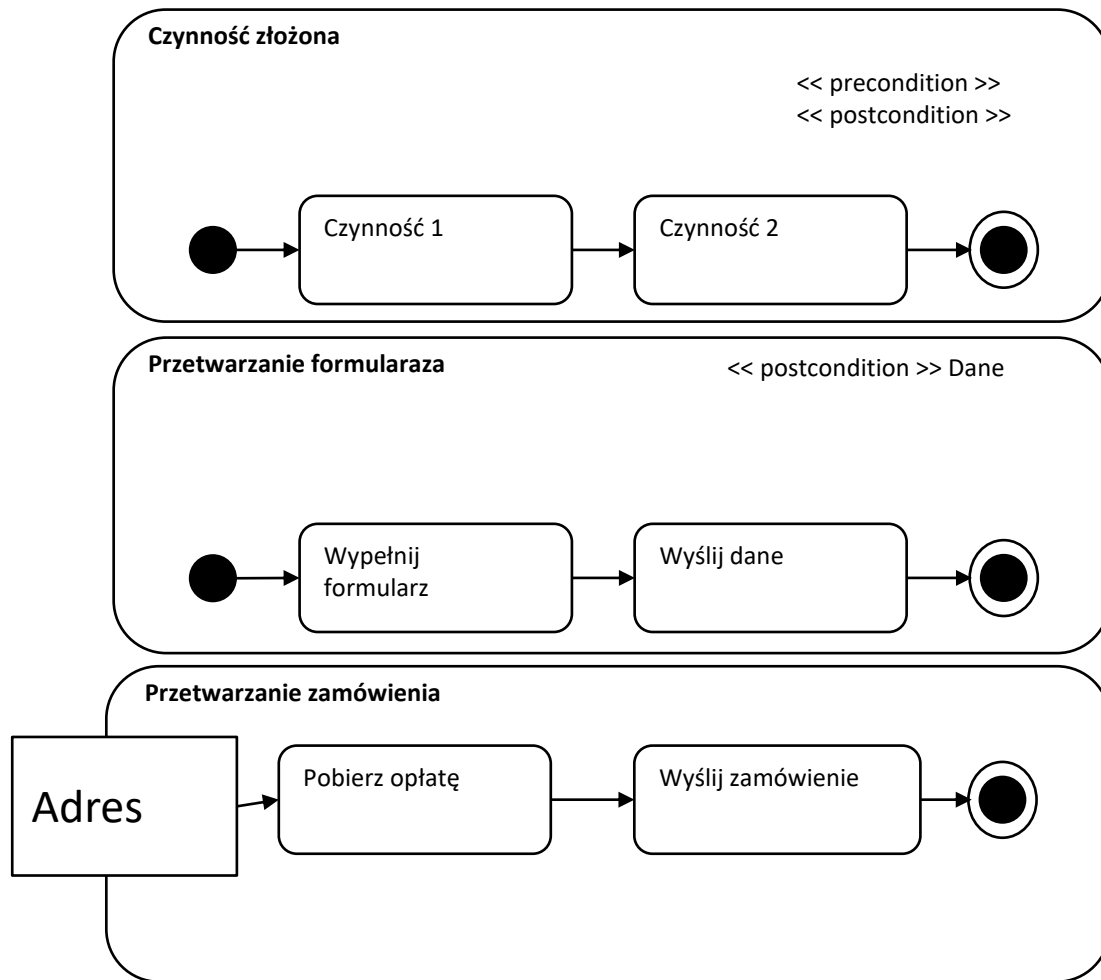 Czynność złożona
<< precondition >>
<< postcondition >>
Czynność 1
Czynność 2
Przetwarzanie formularaza
<< postcondition >> Dane
Wypełnij
formularz
Wyślij dane
Przetwarzanie zamówienia
Adres
Pobierz opłatę
Wyślij zamówienie